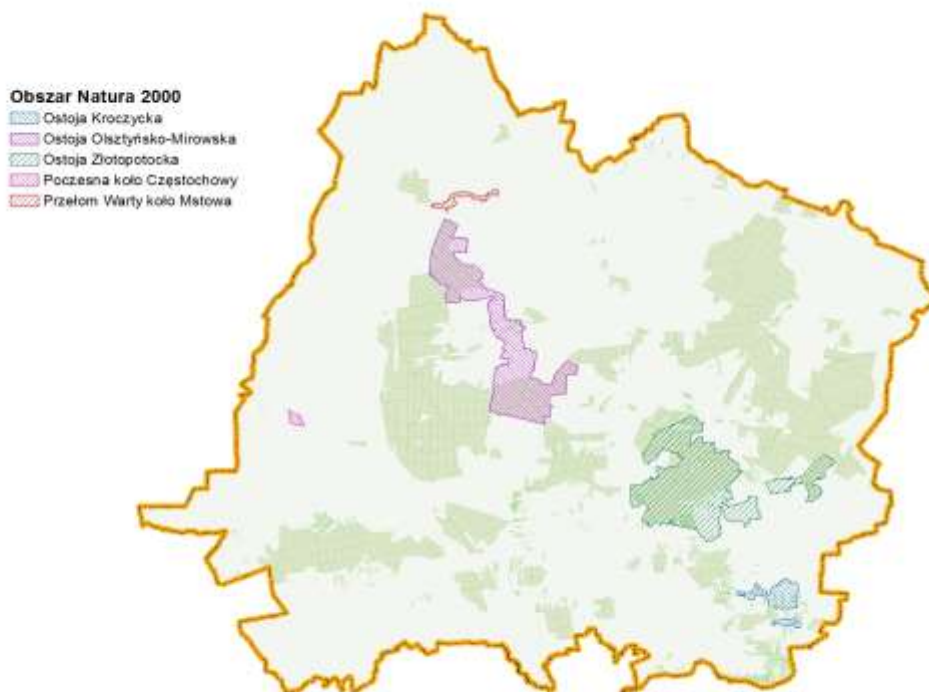 Obszar Natura 2000
Ostoja Kroczycka
Ostoja Olsztyńsko-Mirowska
Ostoja Złotopotocka
Poczesna koło Częstochowy
Przełom Warty koło Mstowa